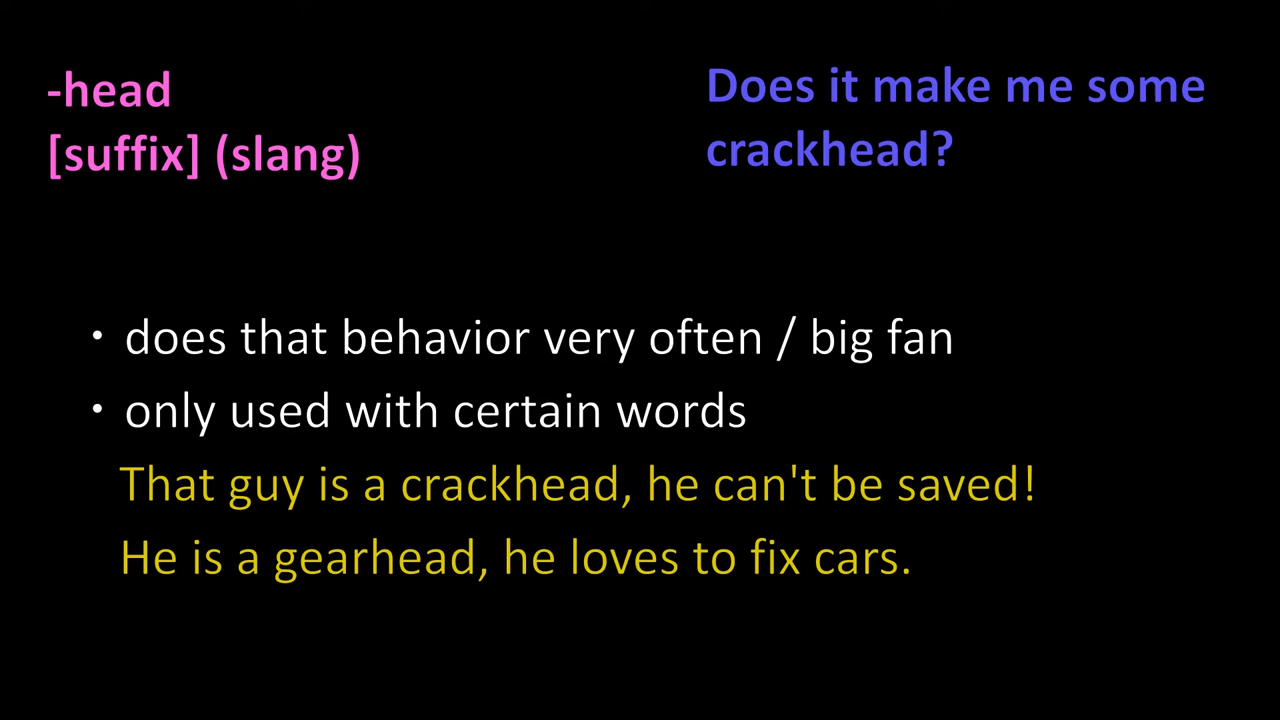 -head
[suffix] (slang)
Does it make me some
crackhead?
• does that behavior very often / big fan
• only used with certain words
That guy is a crackhead, he can't be saved!
He is a gearhead, he loves to fix cars.